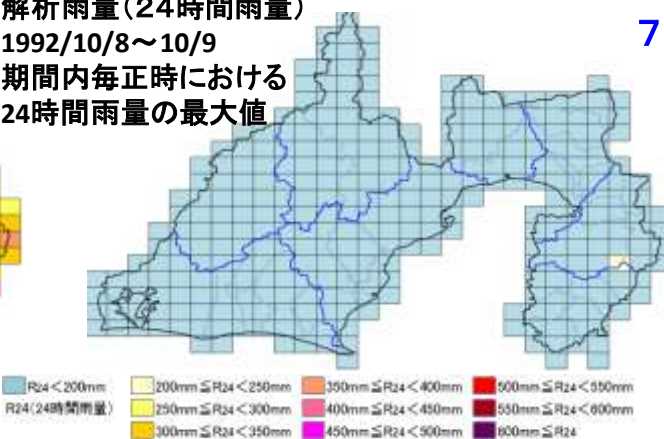 解析雨量(24時間雨量)
1992/10/8～10/9
期間内毎正時における
24時間雨量の最大値
7
R24＜200mm
200mm≦R24＜250mm
350mm≦R24＜400mm
500mm≦R24＜550mm
R24(24時間雨量)
250mm≦R24＜300mm
400mm≦R24＜450mm
550mm≦R24＜600mm
300mm≦R24＜350mm
450mm≦R24＜500mm
600mm≦R24